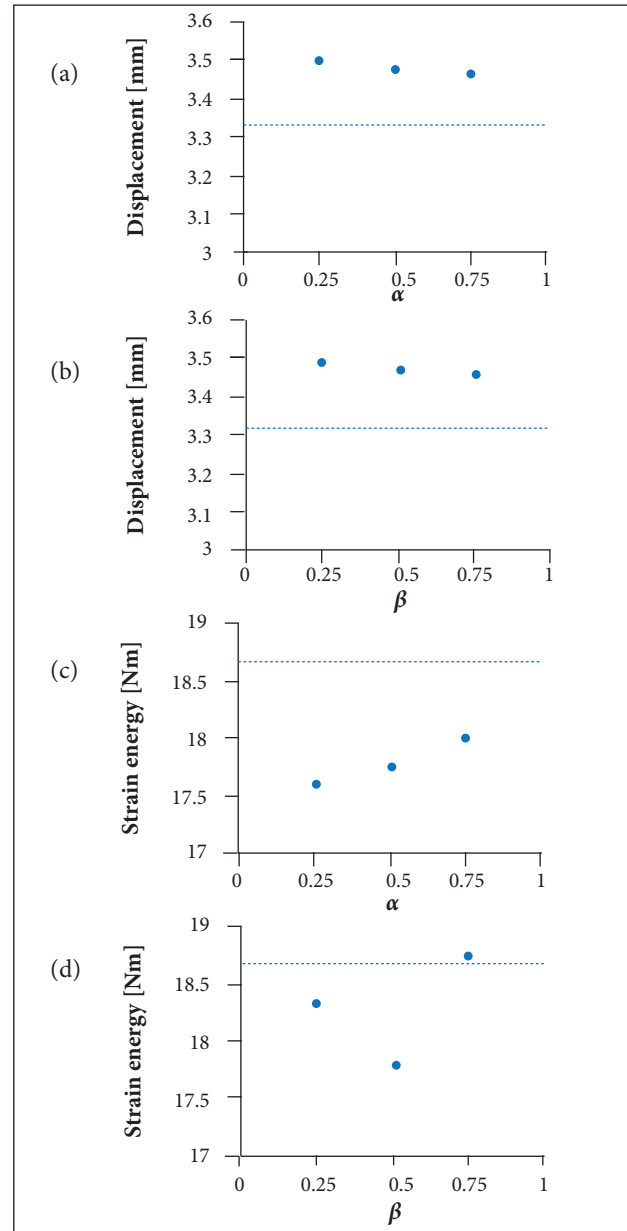 (a)
Displacement [mm]
3.6
3.5
3.4
3.3
3.2
3.1
3
0 0.25 0.5 0.75 1
α
(b)
Displacement [mm]
3.6
3.5
3.4
3.3
3.2
3.1
3
0 0.25 0.5 0.75 1
β
(c)
Strain energy [Nm]
19
18.5
18
17.5
17
0 0.25 0.5 0.75 1
α
(d)
Strain energy [Nm]
19
18.5
18
17.5
17
0 0.25 0.5 0.75 1
β